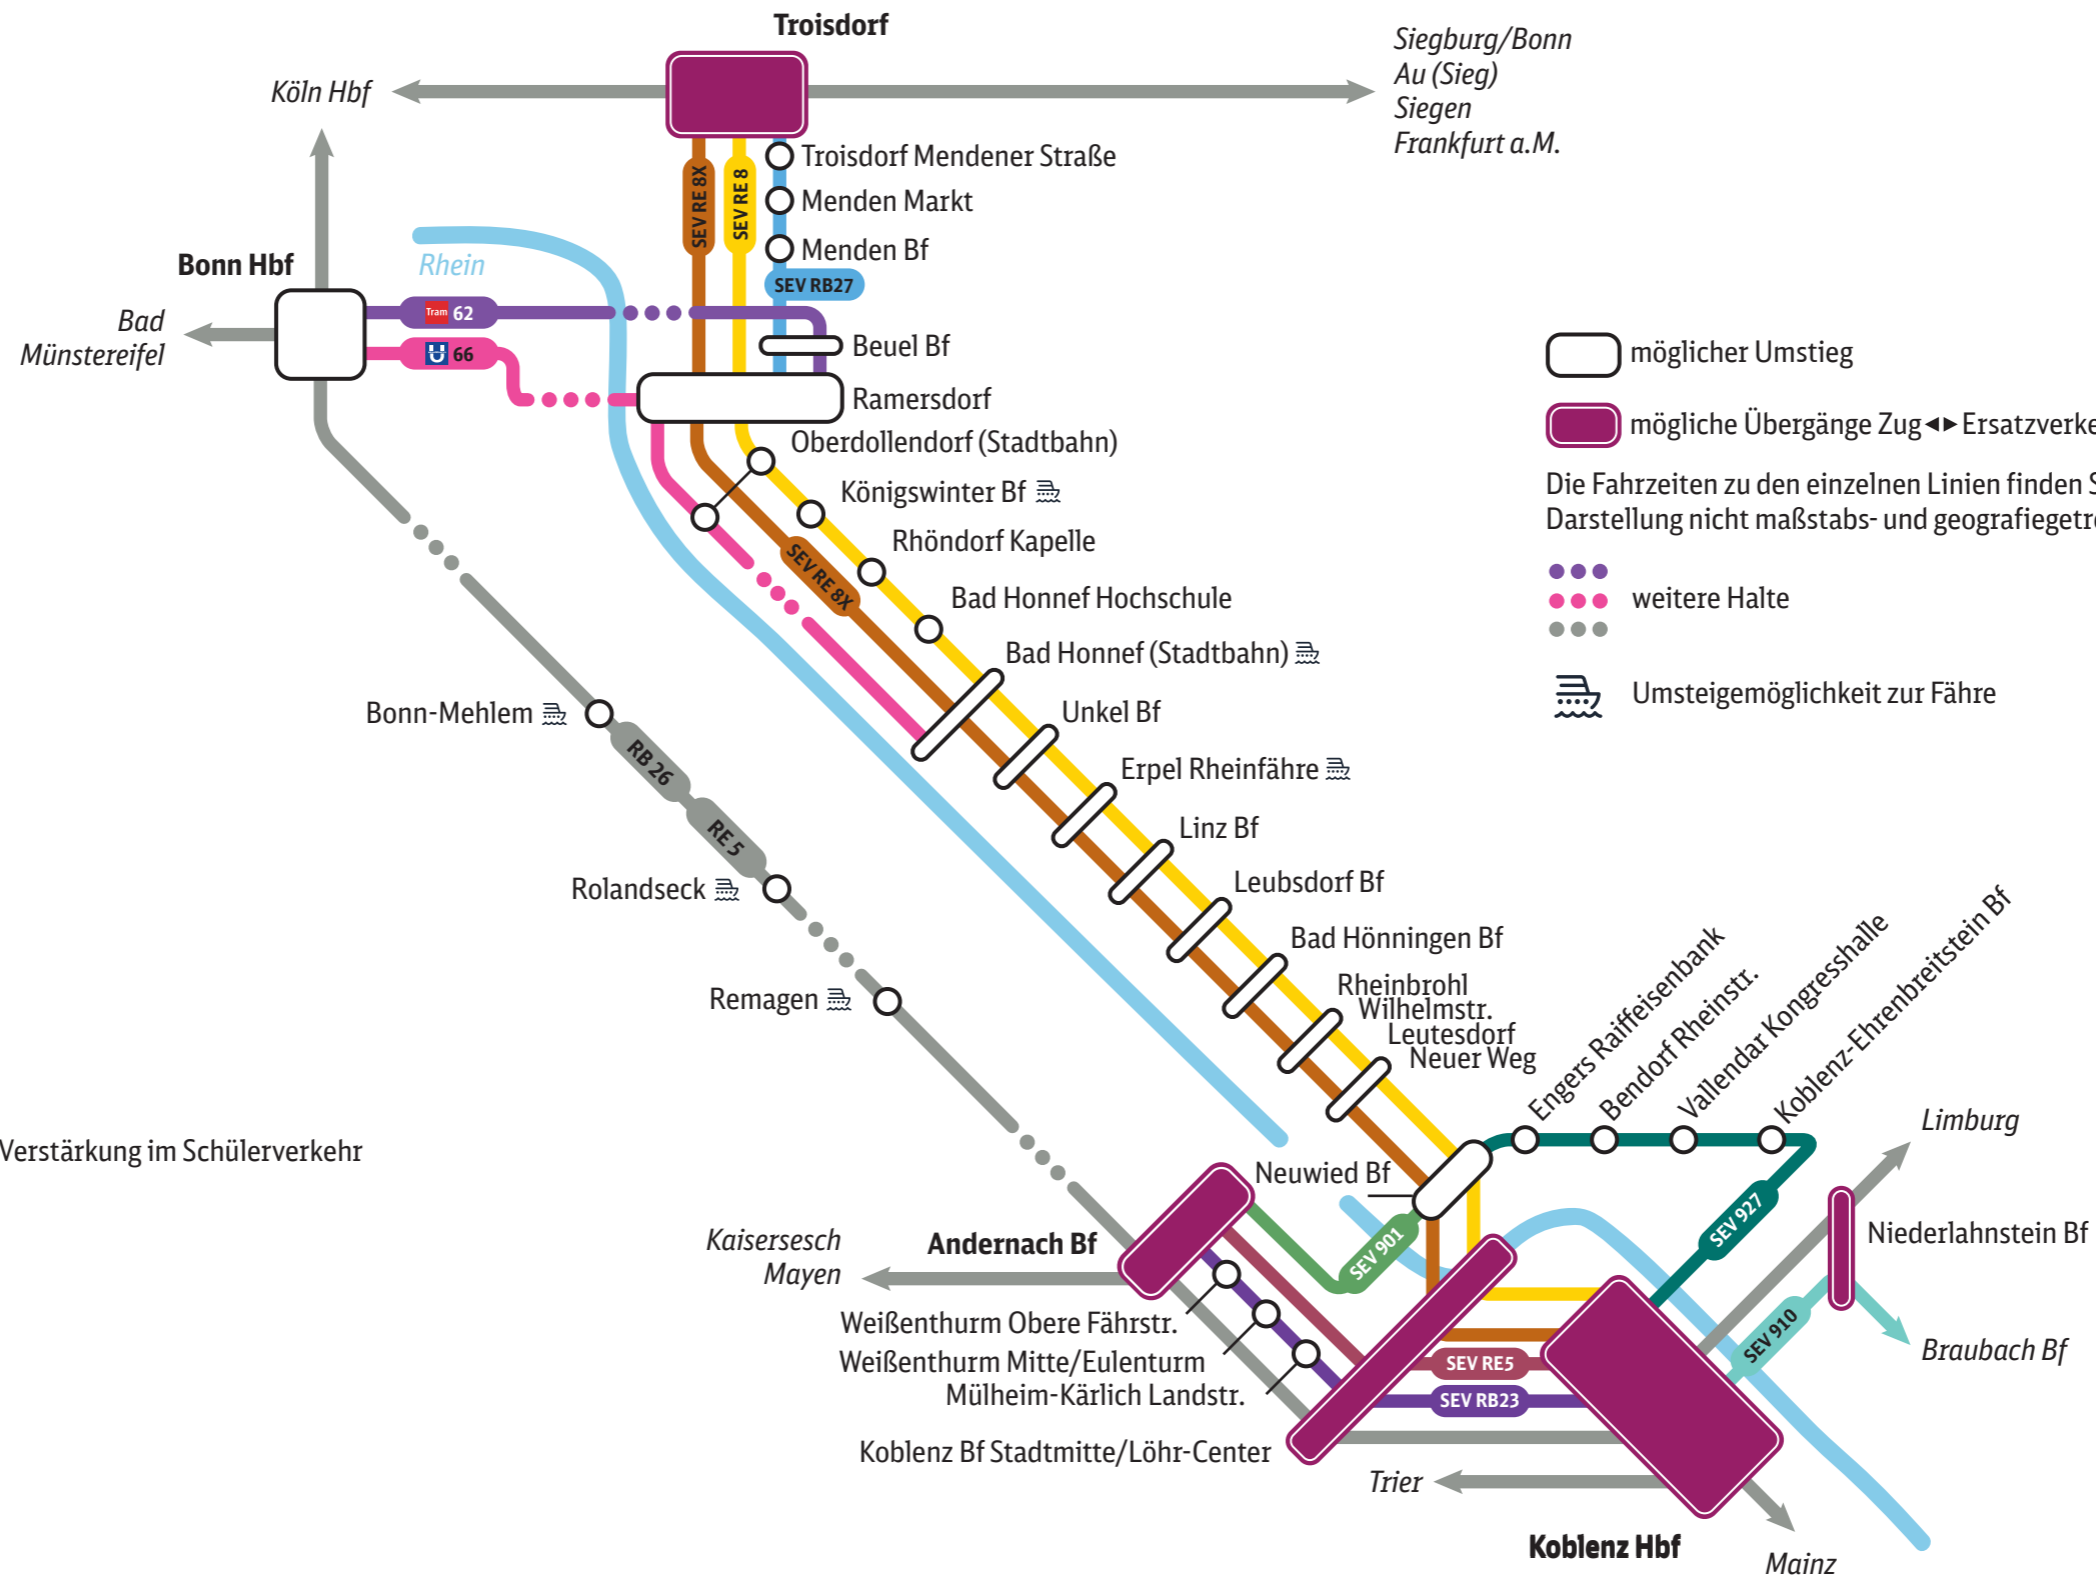 Troisdorf
Siegburg/Bonn
Au (Sieg)
Siegen
Frankfurt a.M.
Köln Hbf
SEV RE 8X
SEV RE 8
Troisdorf Mendener Straße
Menden Markt
Menden Bf
SEV RB27
Bonn Hbf
Rhein
Bad
Münstereifel
Tram 62
U 66
Beuel Bf
Ramersdorf
möglicher Umstieg
mögliche Übergänge Zug◄►Ersatzverke
Die Fahrzeiten zu den einzelnen Linien finden S
Darstellung nicht maßstabs- und geografiegetre
weitere Halte
Umsteigemöglichkeit zur Fähre
Oberdollendorf (Stadtbahn)
Königswinter Bf
Rhöndorf Kapelle
SEV RE 8X
Bad Honnef Hochschule
Bad Honnef (Stadtbahn)
Unkel Bf
Erpel Rheinfähre
Linz Bf
Leubsdorf Bf
Bad Hönningen Bf
Rheinbrohl
Wilhelmstr.
Leutesdorf
Neuer Weg
Bonn-Mehlem
RB 26
RE 5
Rolandseck
Remagen
Verstärkung im Schülerverkehr
Engers Raiffeisenbank
Bendorf Rheinstr.
Vallendar Kongresshalle
Koblenz-Ehrenbreitstein Bf
Neuwied Bf
Limburg
SEV 927
Niederlahnstein Bf
SEV 901
Kaisersesch
Mayen
Andernach Bf
Weißenthurm Obere Fährstr.
Weißenthurm Mitte/Eulenturm
Mülheim-Kärlich Landstr.
SEV RE5
SEV RB23
SEV 910
Braubach Bf
Koblenz Bf Stadtmitte/Löhr-Center
Trier
Koblenz Hbf
Mainz